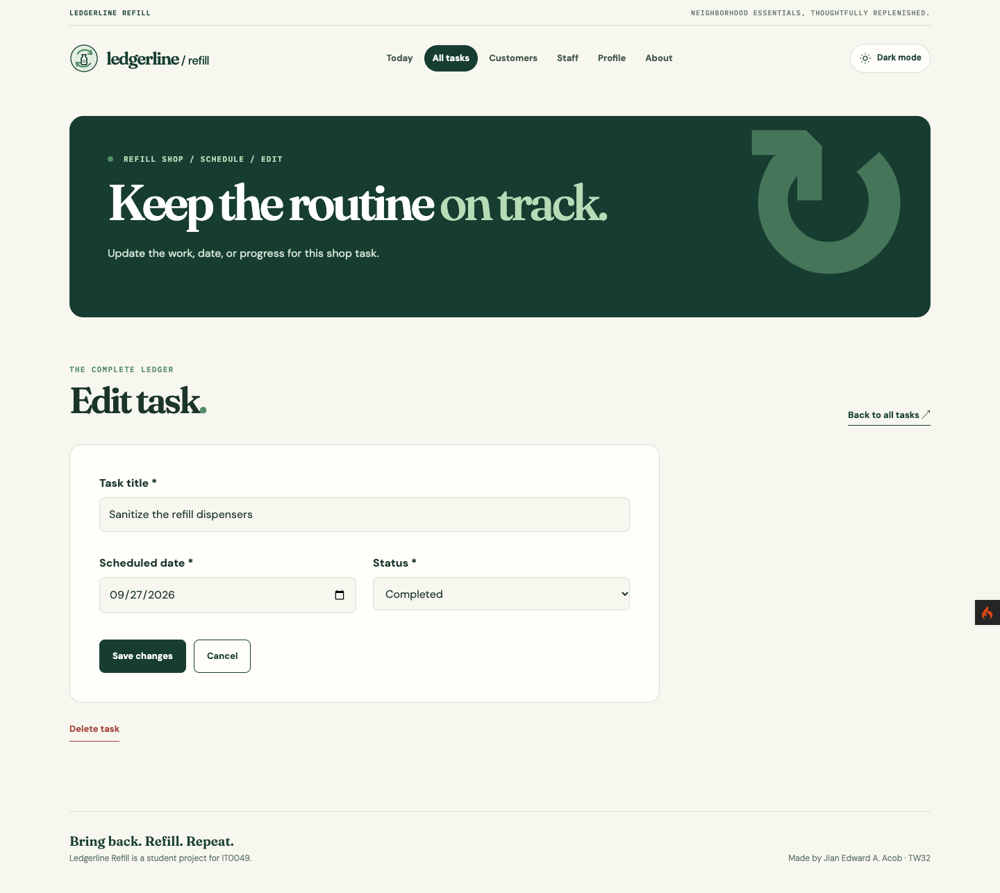 LEDGERLINE REFILL
NEIGHBORHOOD ESSENTIALS, THOUGHTFULLY REPLENISHED.
ledgerline / refill
Today
All tasks
Customers
Staff
Profile
About
Dark mode
REFILL SHOP / SCHEDULE / EDIT
Keep the routine on track.
Update the work, date, or progress for this shop task.
THE COMPLETE LEDGER
Edit task.
Back to all tasks ↗
Task title *
Sanitize the refill dispensers
Scheduled date *
Status *
09/27/2026
Completed
Save changes
Cancel
Delete task
Bring back. Refill. Repeat.
Ledgerline Refill is a student project for IT0049.
Made by Jian Edward A. Acob · TW32